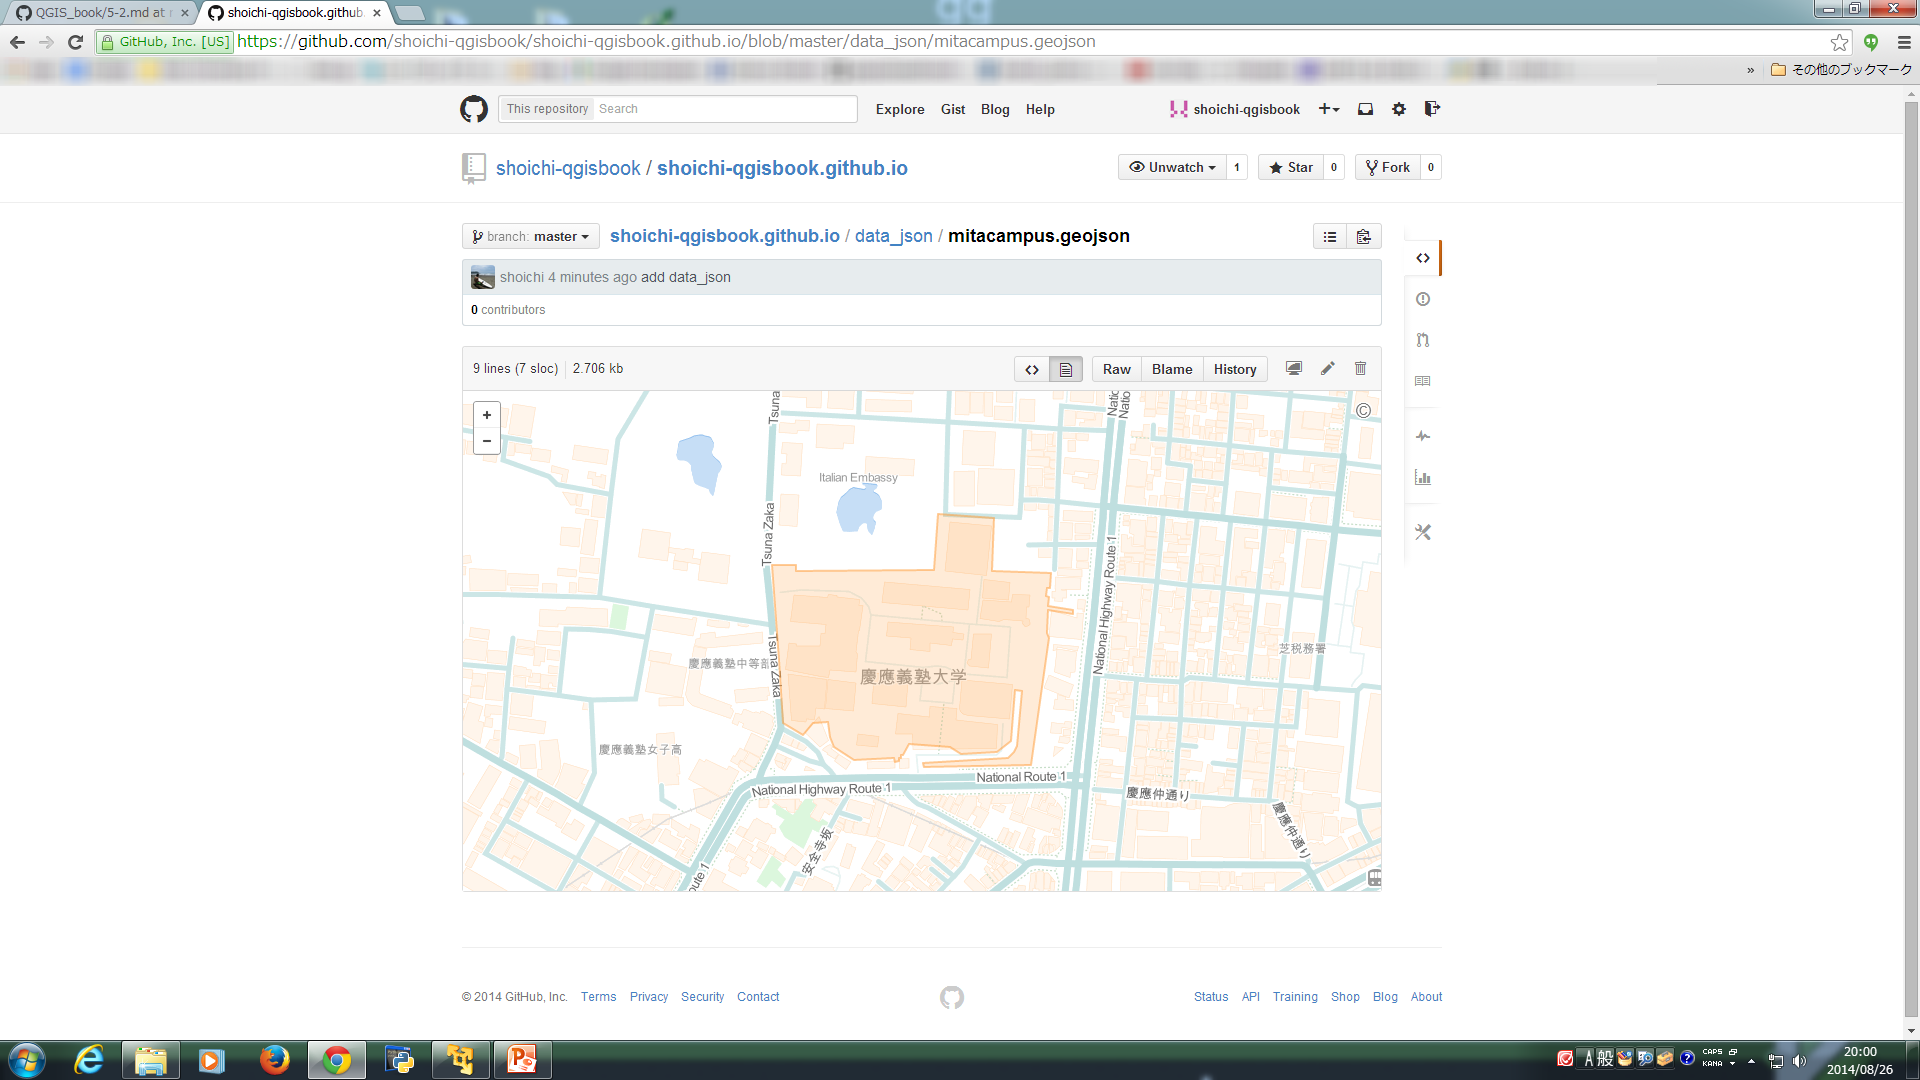 QGIS_book/5-2.md at
shoichi-qgisbook.github
GitHub, Inc. [US] https://github.com/shoichi-qgisbook/shoichi-qgisbook.github.io/blob/master/data_json/mitacampus.geojson
» その他のブックマーク
This repository Search Explore Gist Blog Help shoichi-qgisbook
shoichi-qgisbook / shoichi-qgisbook.github.io Unwatch 1 Star 0 Fork 0
branch: master shoichi-qgisbook.github.io / data_json / mitacampus.geojson
shoichi 4 minutes ago add data_json
0 contributors
9 lines (7 sloc) 2.706 kb Raw Blame History
+
−
©
Tsuna
Natio
Natio
Italian Embassy
Tsuna Zaka
National Highway Route 1
Tsuna Zaka
慶應義塾中等部
慶應義塾大学
芝税務署
慶應義塾女子高
National Route 1
National Highway Route 1
慶應仲通り
慶應仲通り
安全寺坂
oute 1
© 2014 GitHub, Inc. Terms Privacy Security Contact Status API Training Shop Blog About
A 般 CAPS
KANA
20:00
2014/08/26